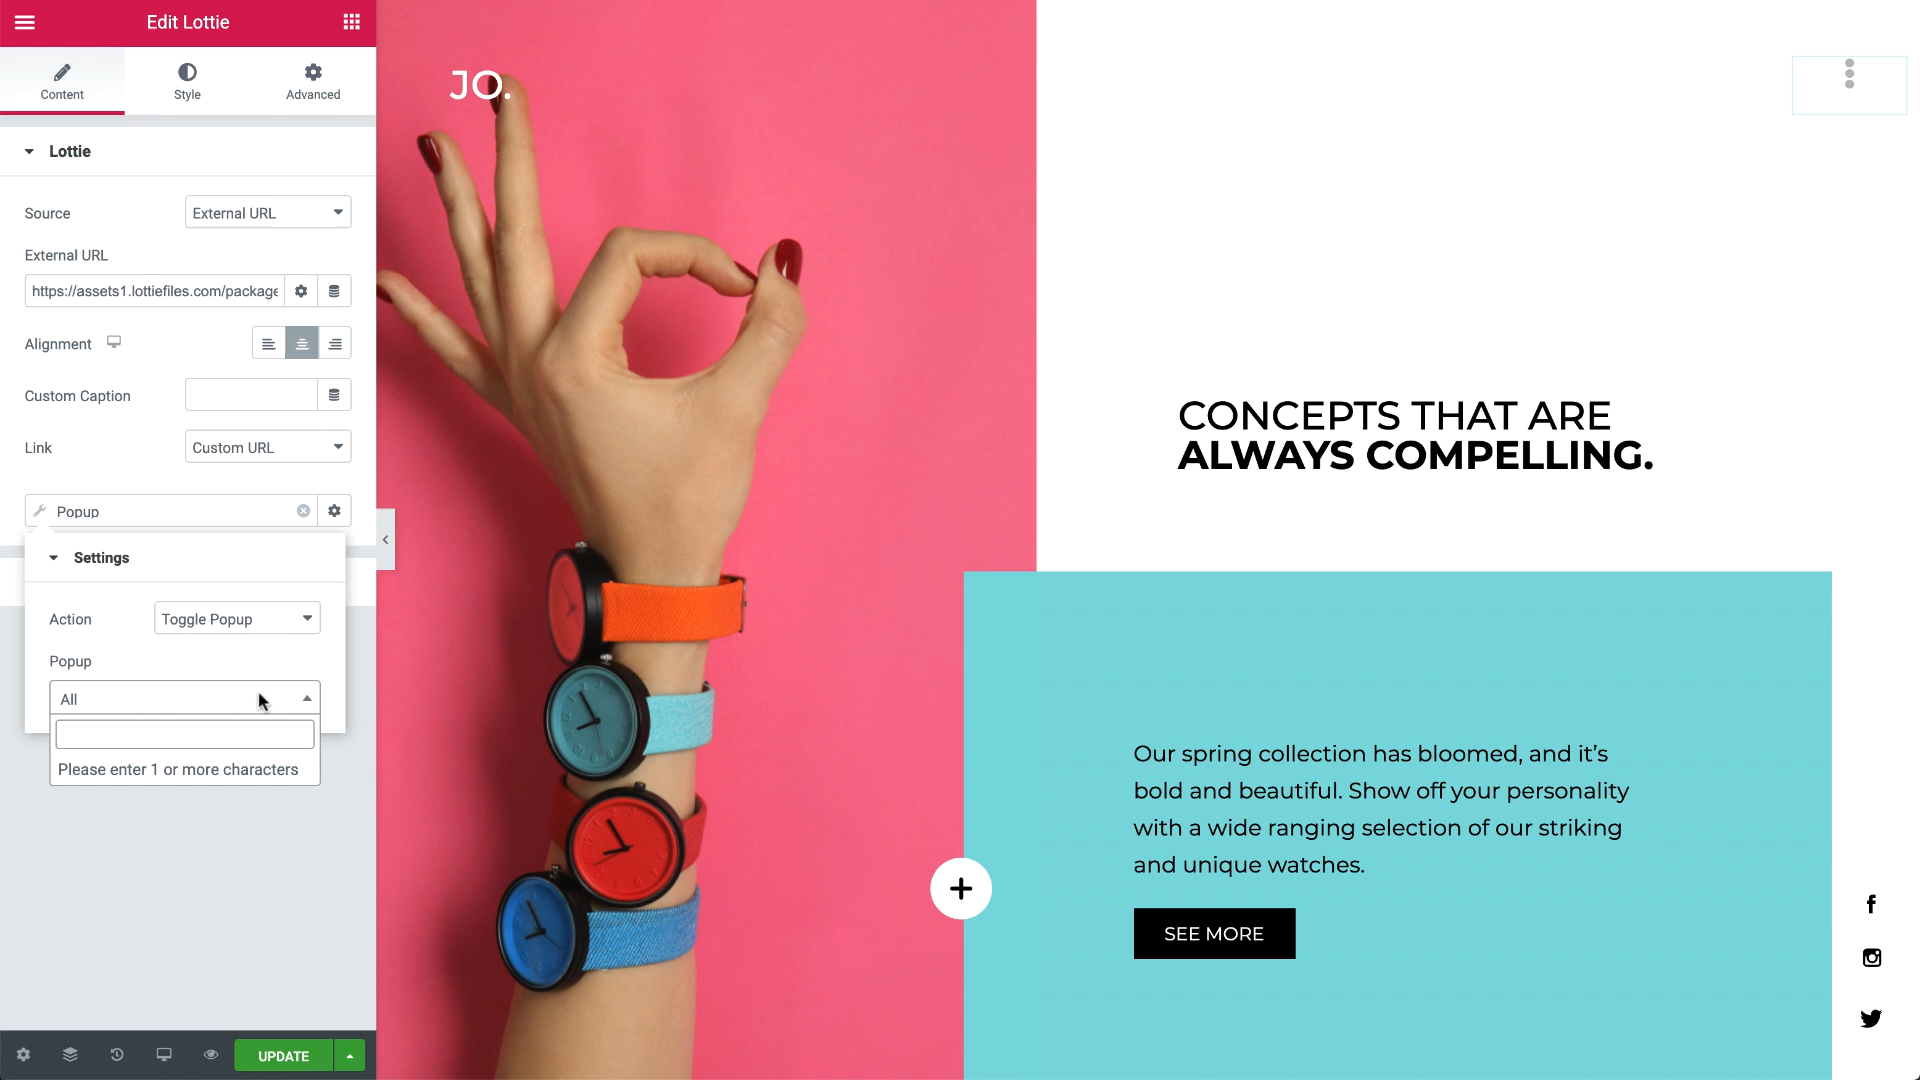 Edit Lottie
Content
Style
Advanced
Lottie
Source
External URL
External URL
https://assets1.lottiefiles.com/package
Alignment
Custom Caption
Link
Custom URL
Popup
Settings
Action
Toggle Popup
Popup
All
Please enter 1 or more characters
UPDATE
JO.
CONCEPTS THAT ARE
ALWAYS COMPELLING.
Our spring collection has bloomed, and it’s
bold and beautiful. Show off your personality
with a wide ranging selection of our striking
and unique watches.
SEE MORE